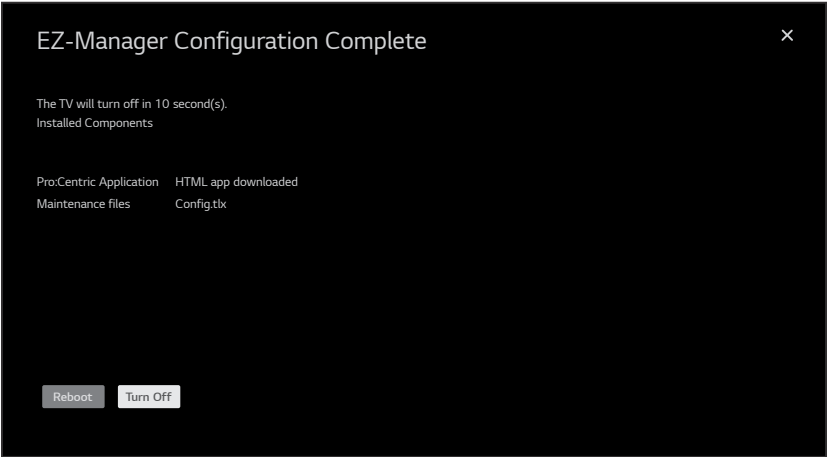 EZ-Manager Configuration Complete
The TV will turn off in 10 second(s).
Installed Components
Pro:Centric Application HTML app downloaded
Maintenance files Config.tlx
Reboot Turn Off